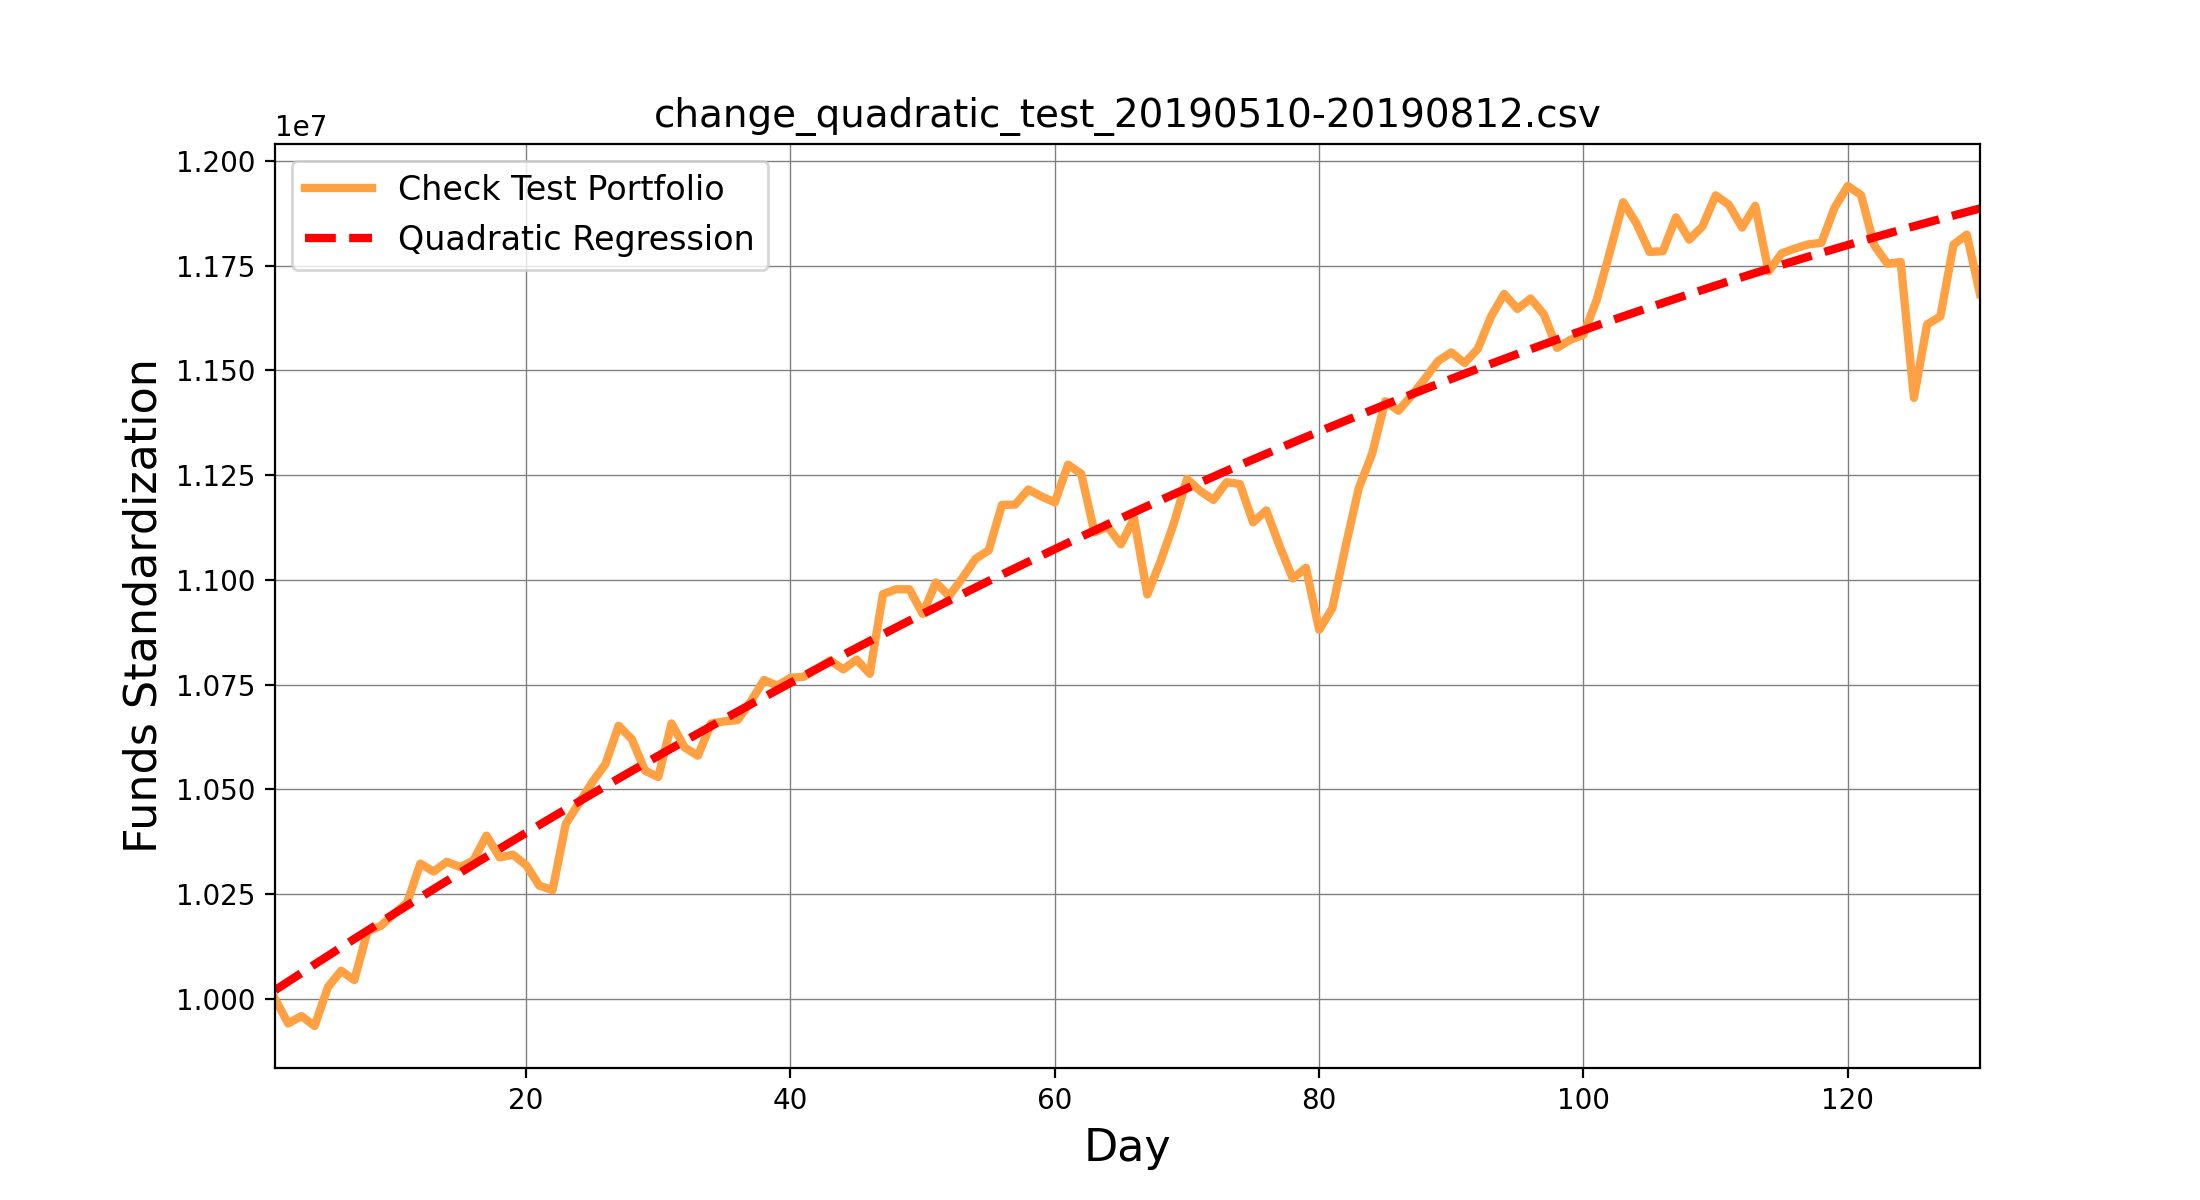 change_quadratic_test_20190510-20190812.csv
1e7
Check Test Portfolio
Quadratic Regression
1.200
1.175
1.150
1.125
1.100
1.075
1.050
1.025
1.000
Funds Standardization
20 40 60 80 100 120
Day